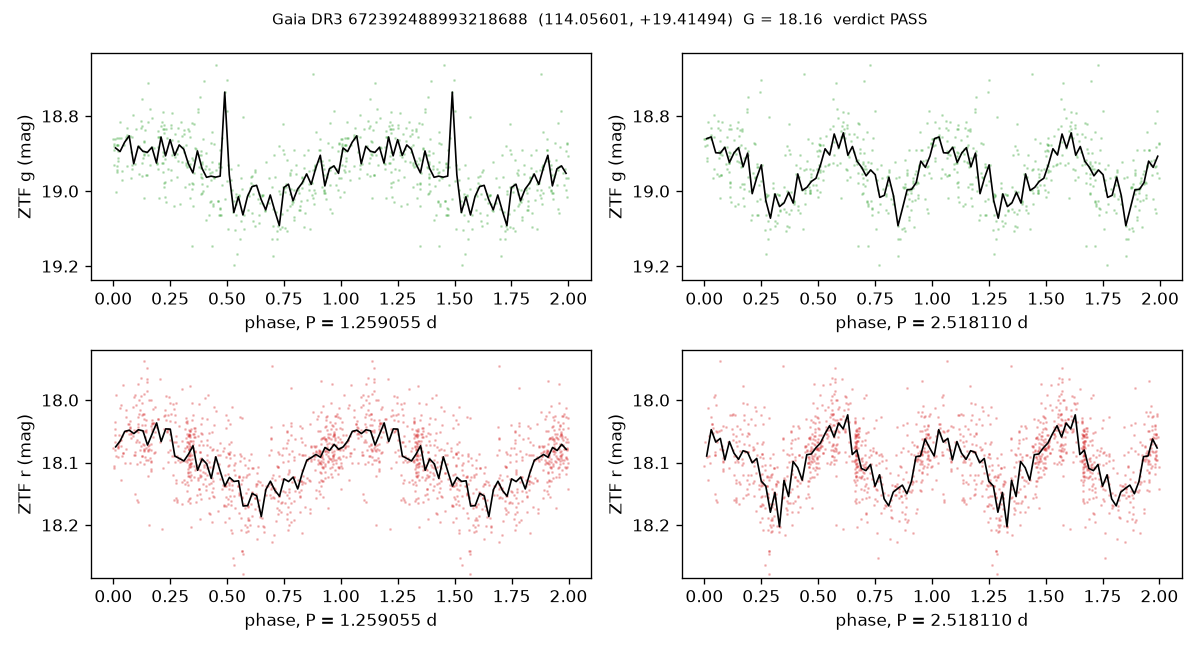 Gaia DR3 672392488993218688  (114.05601, +19.41494)  G = 18.16  verdict PASS
ZTF g (mag)
18.8
19.0
19.2
0.00 0.25 0.50 0.75 1.00 1.25 1.50 1.75 2.00
phase, P = 1.259055 d
ZTF g (mag)
18.8
19.0
19.2
0.00 0.25 0.50 0.75 1.00 1.25 1.50 1.75 2.00
phase, P = 2.518110 d
ZTF r (mag)
18.0
18.1
18.2
0.00 0.25 0.50 0.75 1.00 1.25 1.50 1.75 2.00
phase, P = 1.259055 d
ZTF r (mag)
18.0
18.1
18.2
0.00 0.25 0.50 0.75 1.00 1.25 1.50 1.75 2.00
phase, P = 2.518110 d